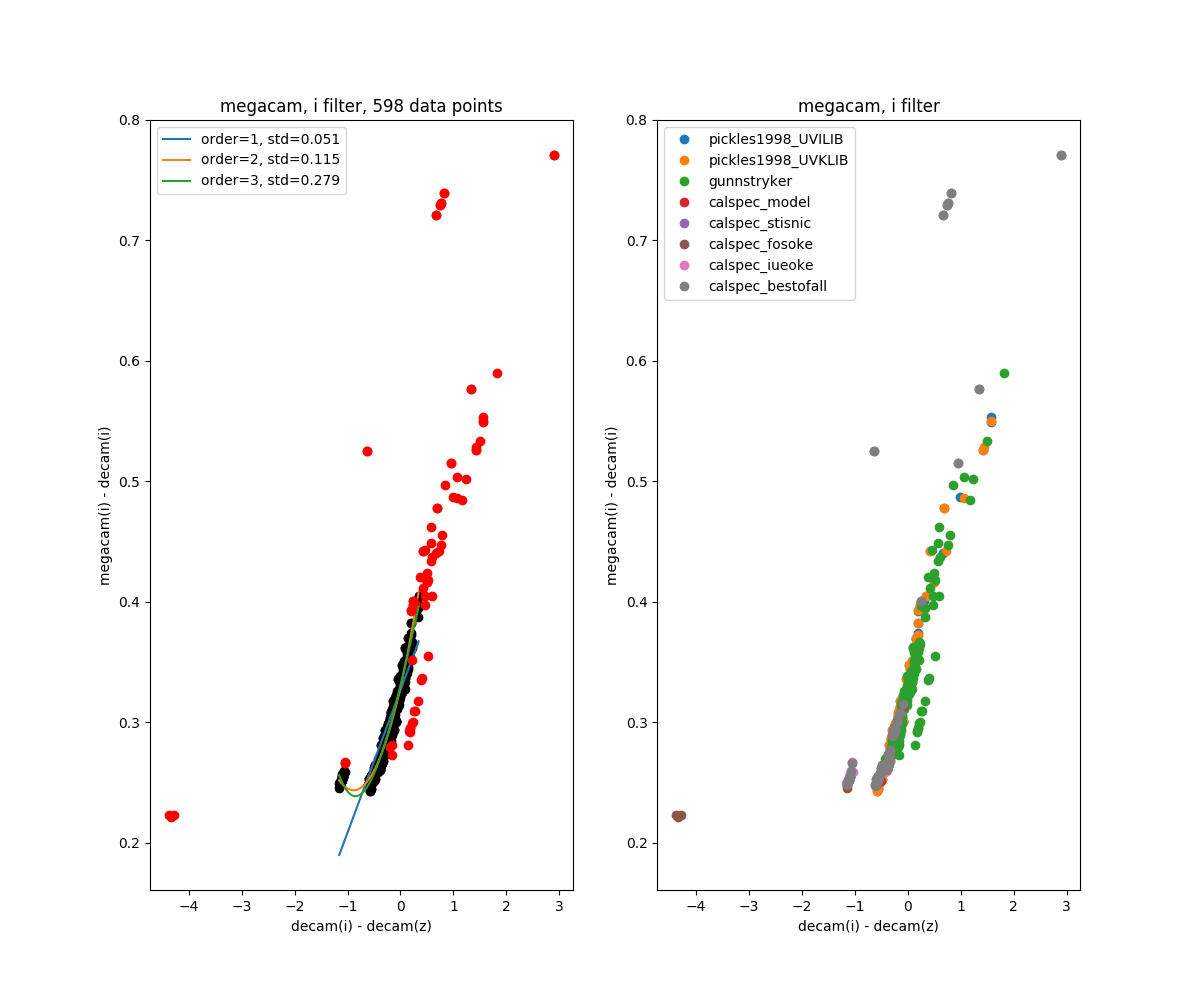 megacam, i filter, 598 data points
order=1, std=0.051
order=2, std=0.115
order=3, std=0.279
0.8
0.7
0.6
0.5
0.4
0.3
0.2
megacam(i) - decam(i)
−4
−3
−2
−1
0
1
2
3
decam(i) - decam(z)
megacam, i filter
pickles1998_UVILIB
pickles1998_UVKLIB
gunnstryker
calspec_model
calspec_stisnic
calspec_fosoke
calspec_iueoke
calspec_bestofall
0.8
0.7
0.6
0.5
0.4
0.3
0.2
megacam(i) - decam(i)
−4
−3
−2
−1
0
1
2
3
decam(i) - decam(z)